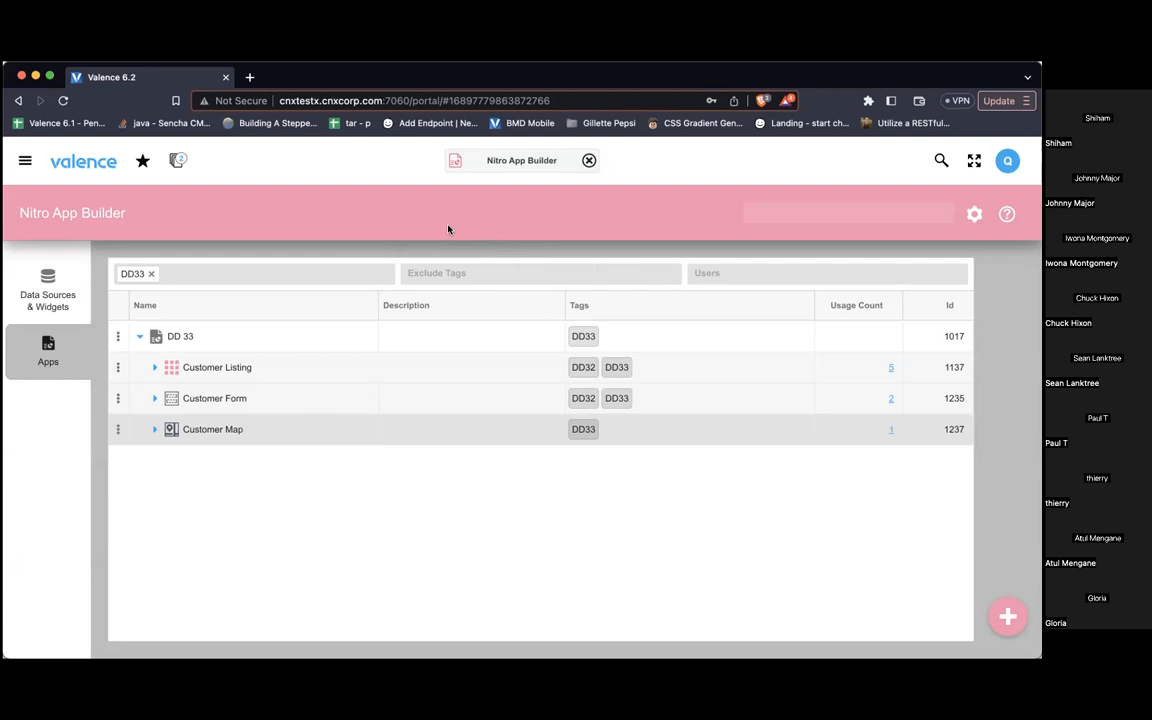 Valence 6.2
Not Secure cnxtestx.cnxcorp.com:7060/portal/#16897779863872766
VPN
Update
Valence 6.1 - Pen...
java - Sencha CM...
Building A Steppe...
tar - p
Add Endpoint | Ne...
BMD Mobile
Gillette Pepsi
CSS Gradient Gen...
Landing - start ch...
Utilize a RESTful...
valence
2
Nitro App Builder
Q
Nitro App Builder
Data Sources
& Widgets
Apps
DD33
Exclude Tags
Users
Name Description Tags Usage Count Id
DD 33 DD33 1017
Customer Listing DD32 DD33 5 1137
Customer Form DD32 DD33 2 1235
Customer Map DD33 1 1237
Shiham
Shiham
Johnny Major
Johnny Major
Iwona Montgomery
Iwona Montgomery
Chuck Hixon
Chuck Hixon
Sean Lanktree
Sean Lanktree
Paul T
Paul T
thierry
thierry
Atul Mengane
Atul Mengane
Gloria
Gloria